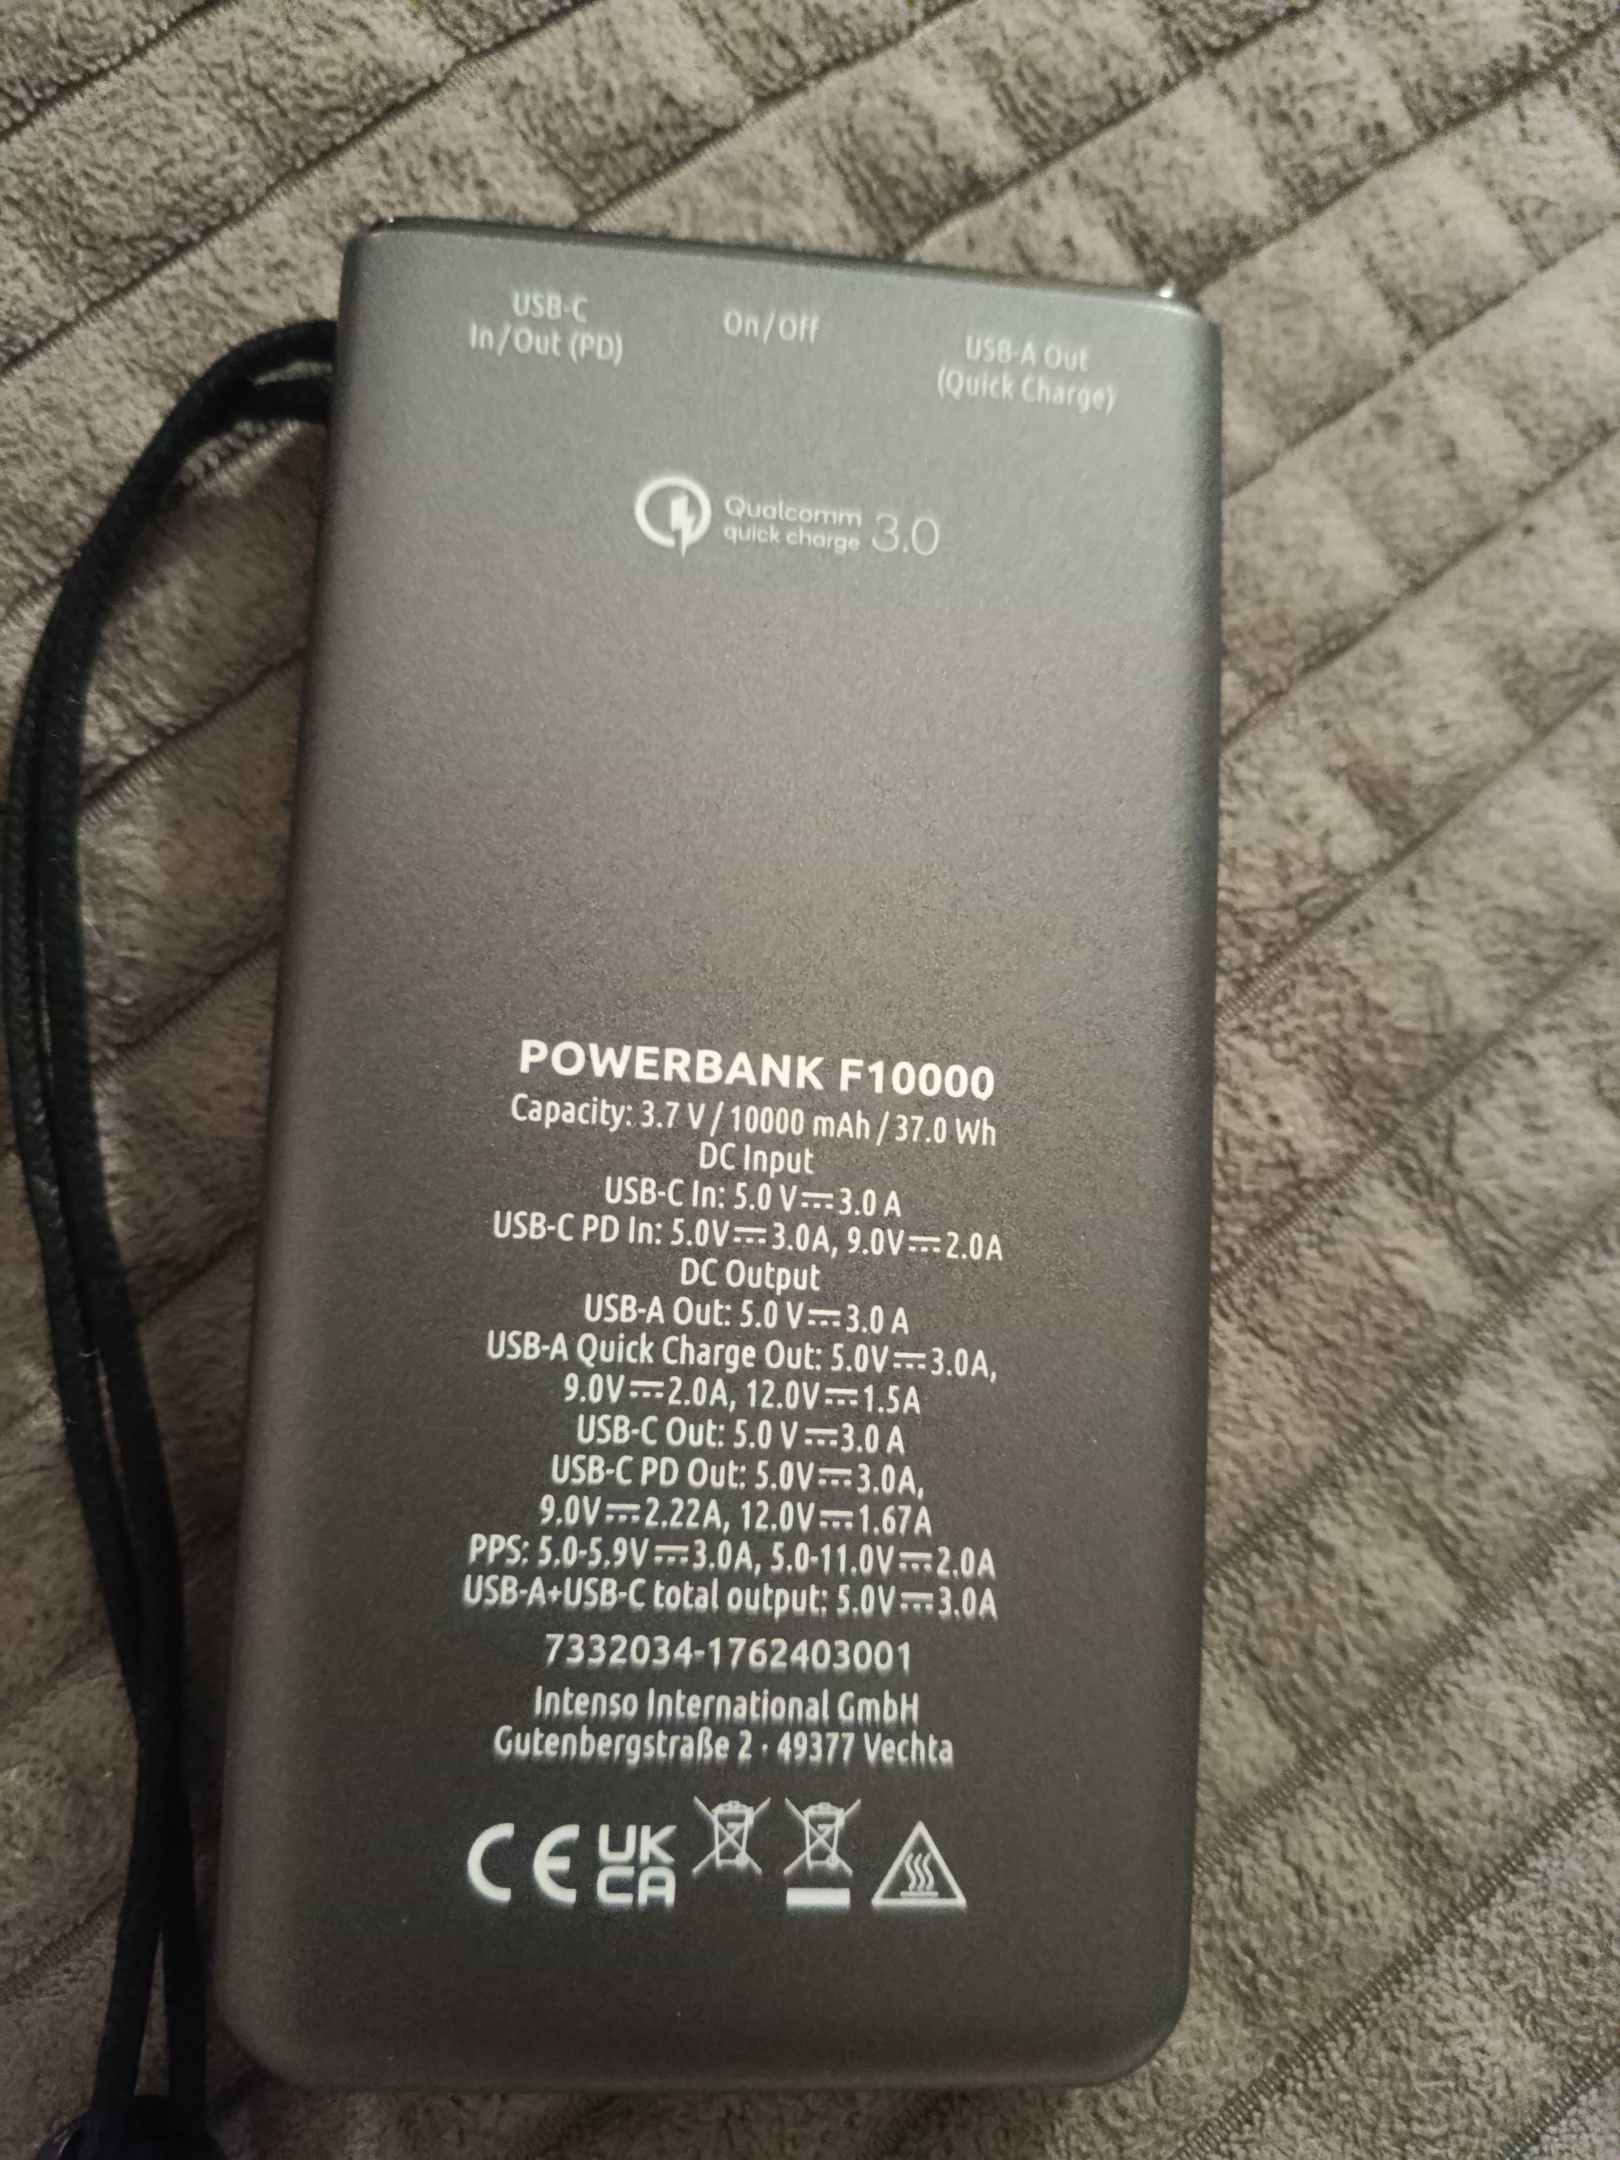 USB-C
In/Out (PD)
On/Off
USB-A Out
(Quick Charge)
Qualcomm
quick charge 3.0
POWERBANK F10000
Capacity: 3.7 V / 10000 mAh / 37.0 Wh
DC Input
USB-C In: 5.0 V⎓3.0 A
USB-C PD In: 5.0V⎓3.0A, 9.0V⎓2.0A
DC Output
USB-A Out: 5.0 V⎓3.0 A
USB-A Quick Charge Out: 5.0V⎓3.0A,
9.0V⎓2.0A, 12.0V⎓1.5A
USB-C Out: 5.0 V⎓3.0 A
USB-C PD Out: 5.0V⎓3.0A,
9.0V⎓2.22A, 12.0V⎓1.67A
PPS: 5.0-5.9V⎓3.0A, 5.0-11.0V⎓2.0A
USB-A+USB-C total output: 5.0V⎓3.0A
7332034-1762403001
Intenso International GmbH
Gutenbergstraße 2 · 49377 Vechta
CE UK
CA